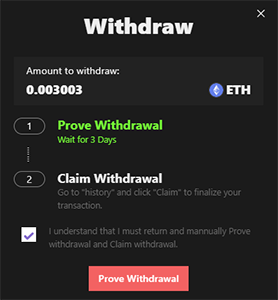 Withdraw
Amount to withdraw:
0.003003 ETH
1 Prove Withdrawal
Wait for 3 Days
2 Claim Withdrawal
Go to "history" and click "Claim" to finalize your
transaction.
I understand that I must return and mannually Prove
withdrawal and Claim withdrawal.
Prove Withdrawal